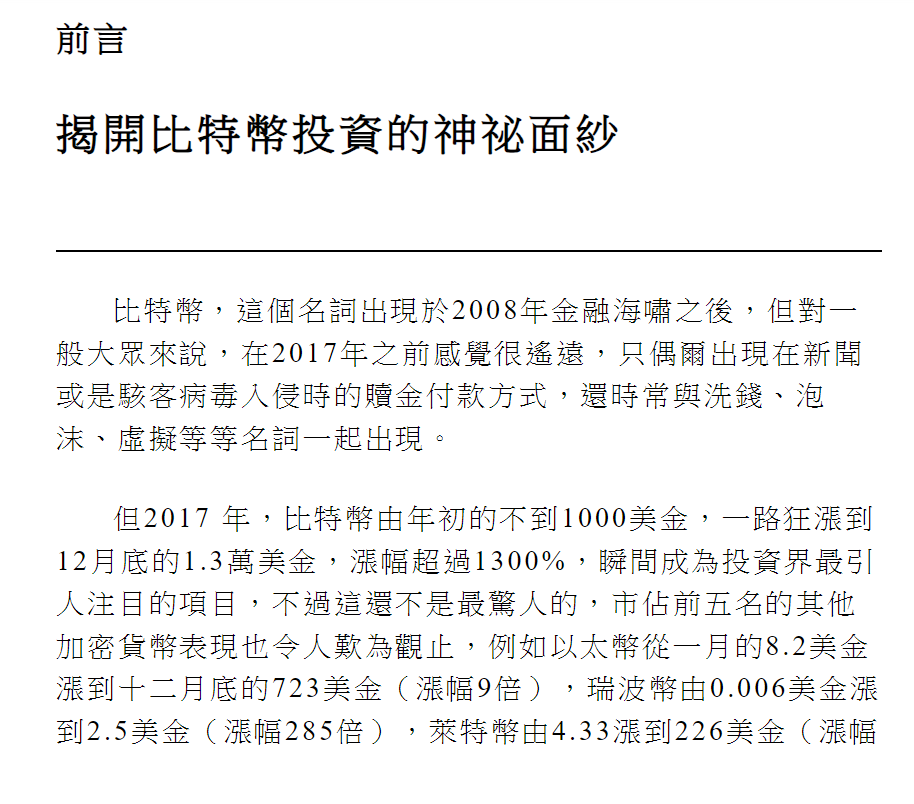 前言
揭開比特幣投資的神祕面紗
比特幣，這個名詞出現於2008年金融海嘯之後，但對一
般大眾來說，在2017年之前感覺很遙遠，只偶爾出現在新聞
或是駭客病毒入侵時的贖金付款方式，還時常與洗錢、泡
沫、虛擬等等名詞一起出現。
但2017 年，比特幣由年初的不到1000美金，一路狂漲到
12月底的1.3萬美金，漲幅超過1300%，瞬間成為投資界最引
人注目的項目，不過這還不是最驚人的，市佔前五名的其他
加密貨幣表現也令人歎為觀止，例如以太幣從一月的8.2美金
漲到十二月底的723美金（漲幅9倍），瑞波幣由0.006美金漲
到2.5美金（漲幅285倍），萊特幣由4.33漲到226美金（漲幅